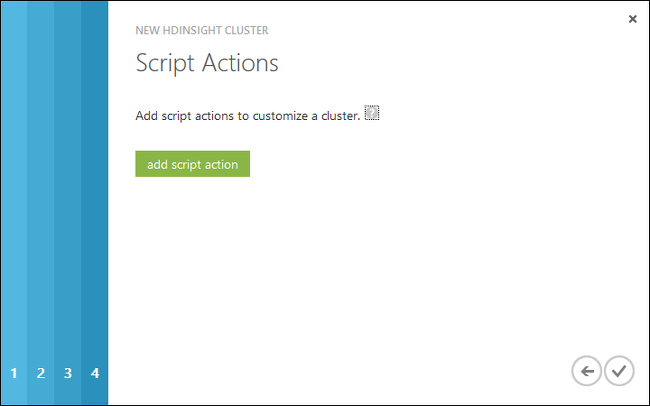 NEW HDINSIGHT CLUSTER
Script Actions
Add script actions to customize a cluster. ?
add script action
1 2 3 4